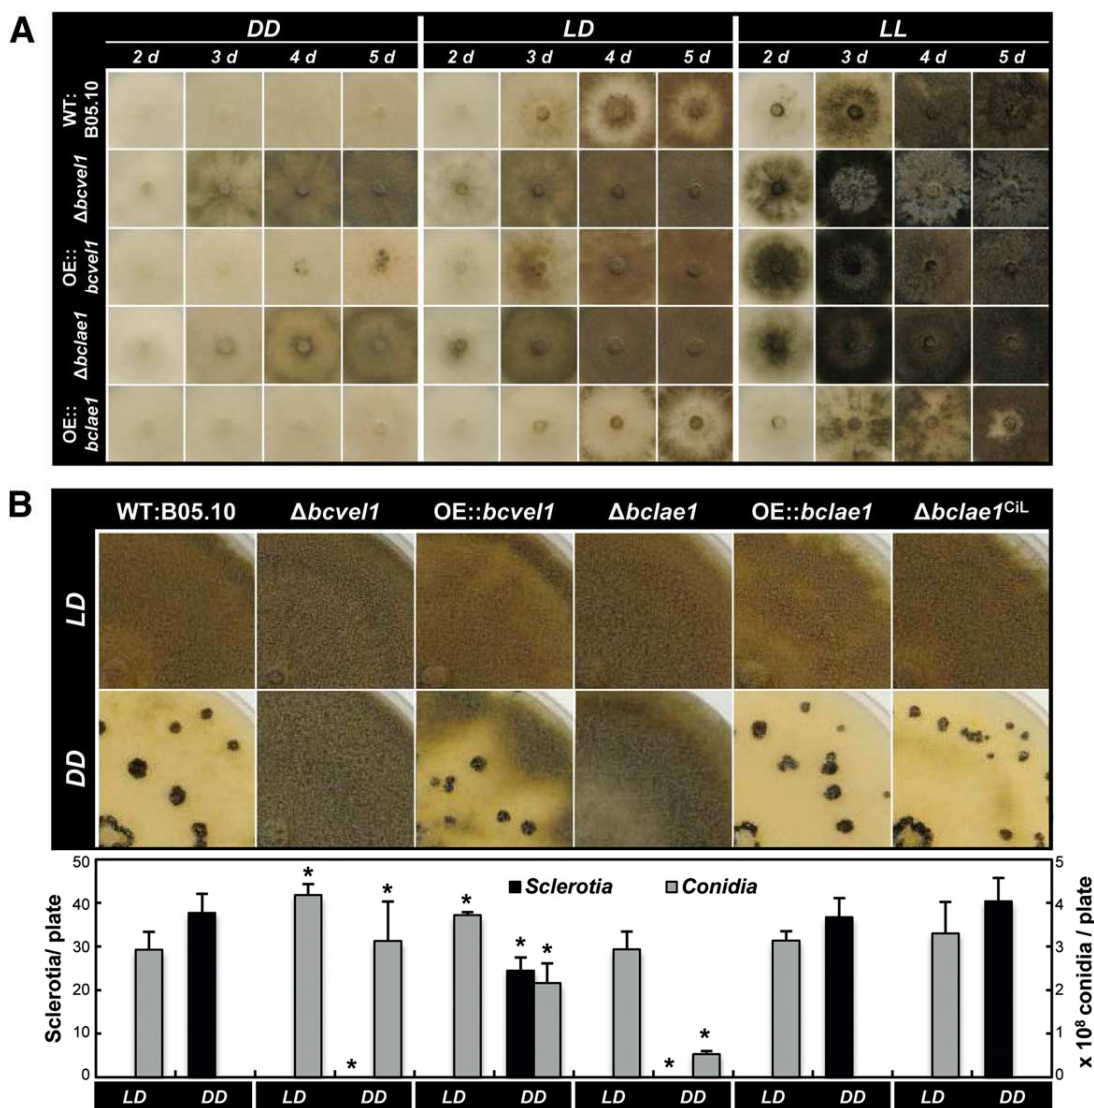 A
DD LD LL
2 d 3 d 4 d 5 d 2 d 3 d 4 d 5 d 2 d 3 d 4 d 5 d
WT:
B05.10
Δbcvel1
OE::
bcvel1
Δbclae1
OE::
bclae1
B
WT:B05.10 Δbcvel1 OE::bcvel1 Δbclae1 OE::bclae1 Δbclae1CiL
LD
DD
50 5
Sclerotia Conidia
* * * * * * * *
40 4
30 3
20 2
10 1
0 0
Sclerotia/ plate
x 10⁸ conidia / plate
LD DD LD DD LD DD LD DD LD DD LD DD